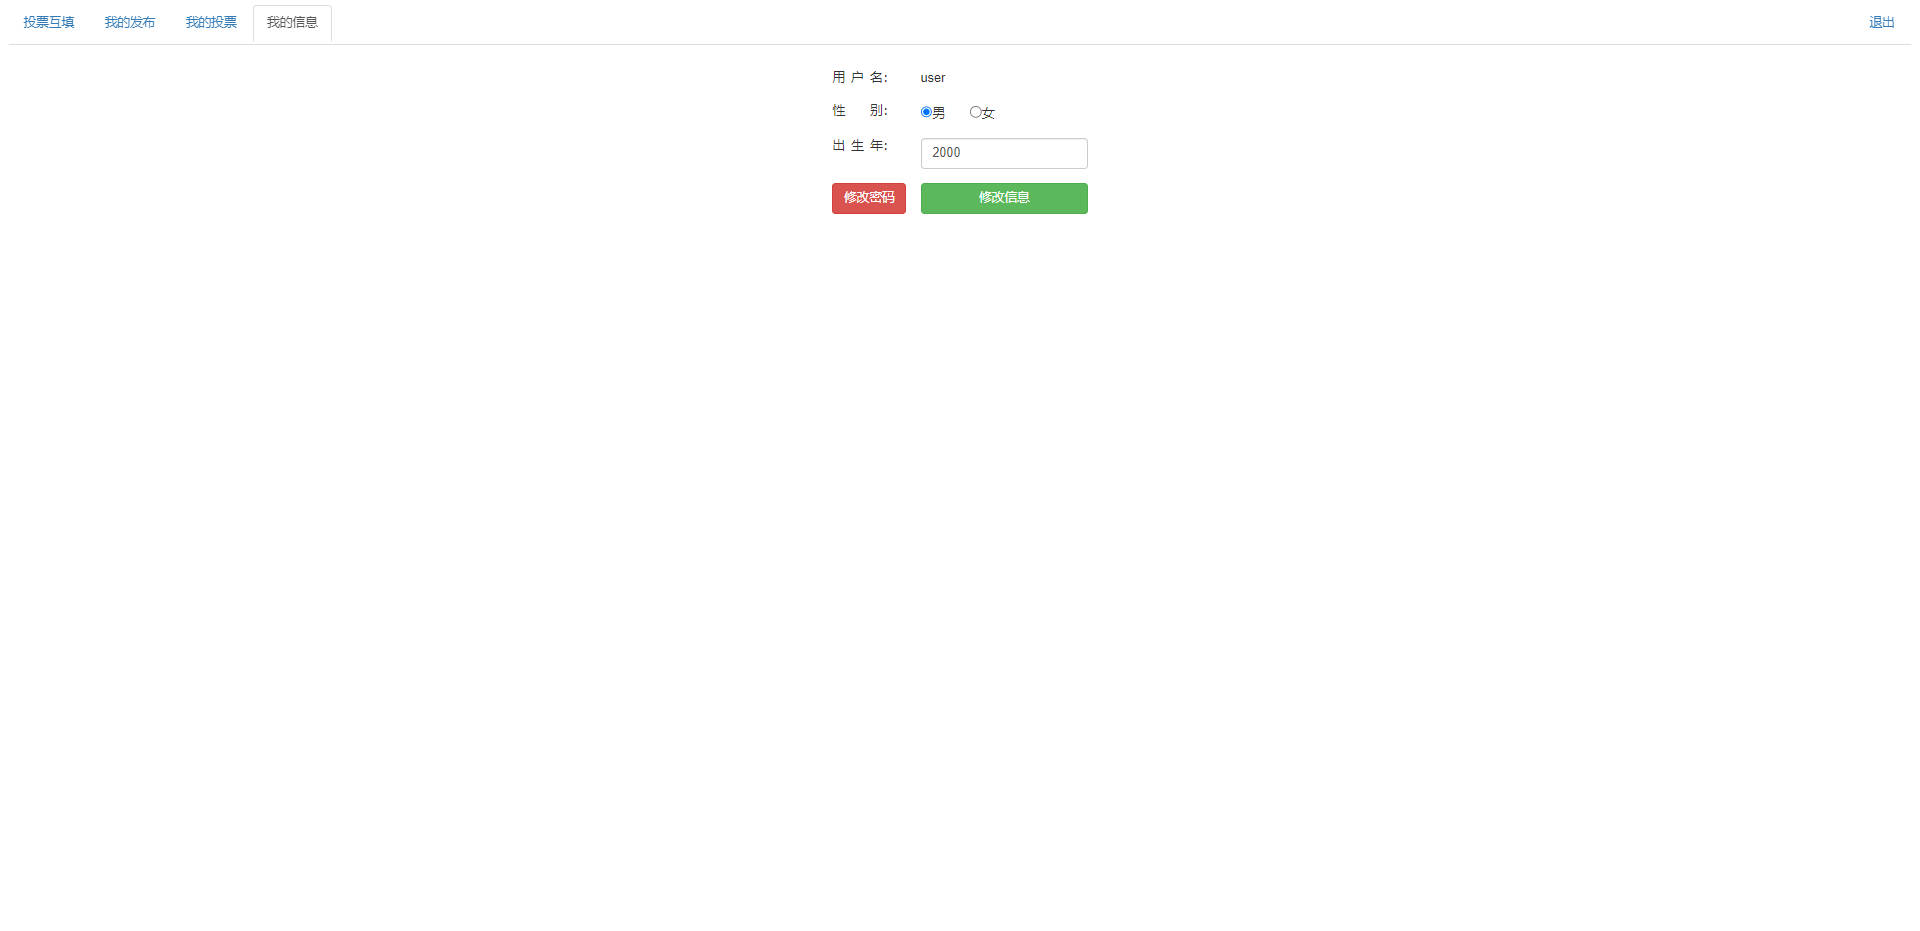 投票互填 我的发布 我的投票 我的信息 退出
用 户 名: user
性 别: 男 女
出 生 年: 2000
修改密码 修改信息